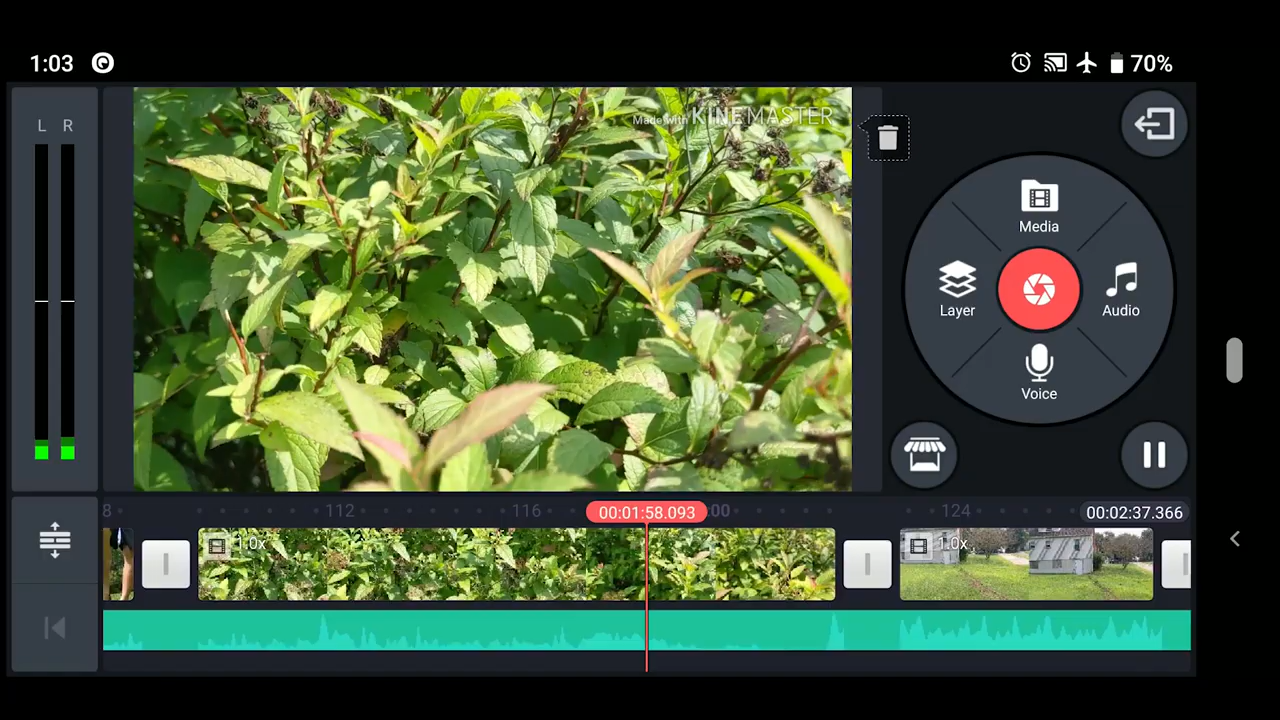 1:03
70%
L R
Made with KINEMASTER
Media
Layer
Audio
Voice
8
112
116
00:01:58.093
:00
124
00:02:37.366
1.0x
1.0x